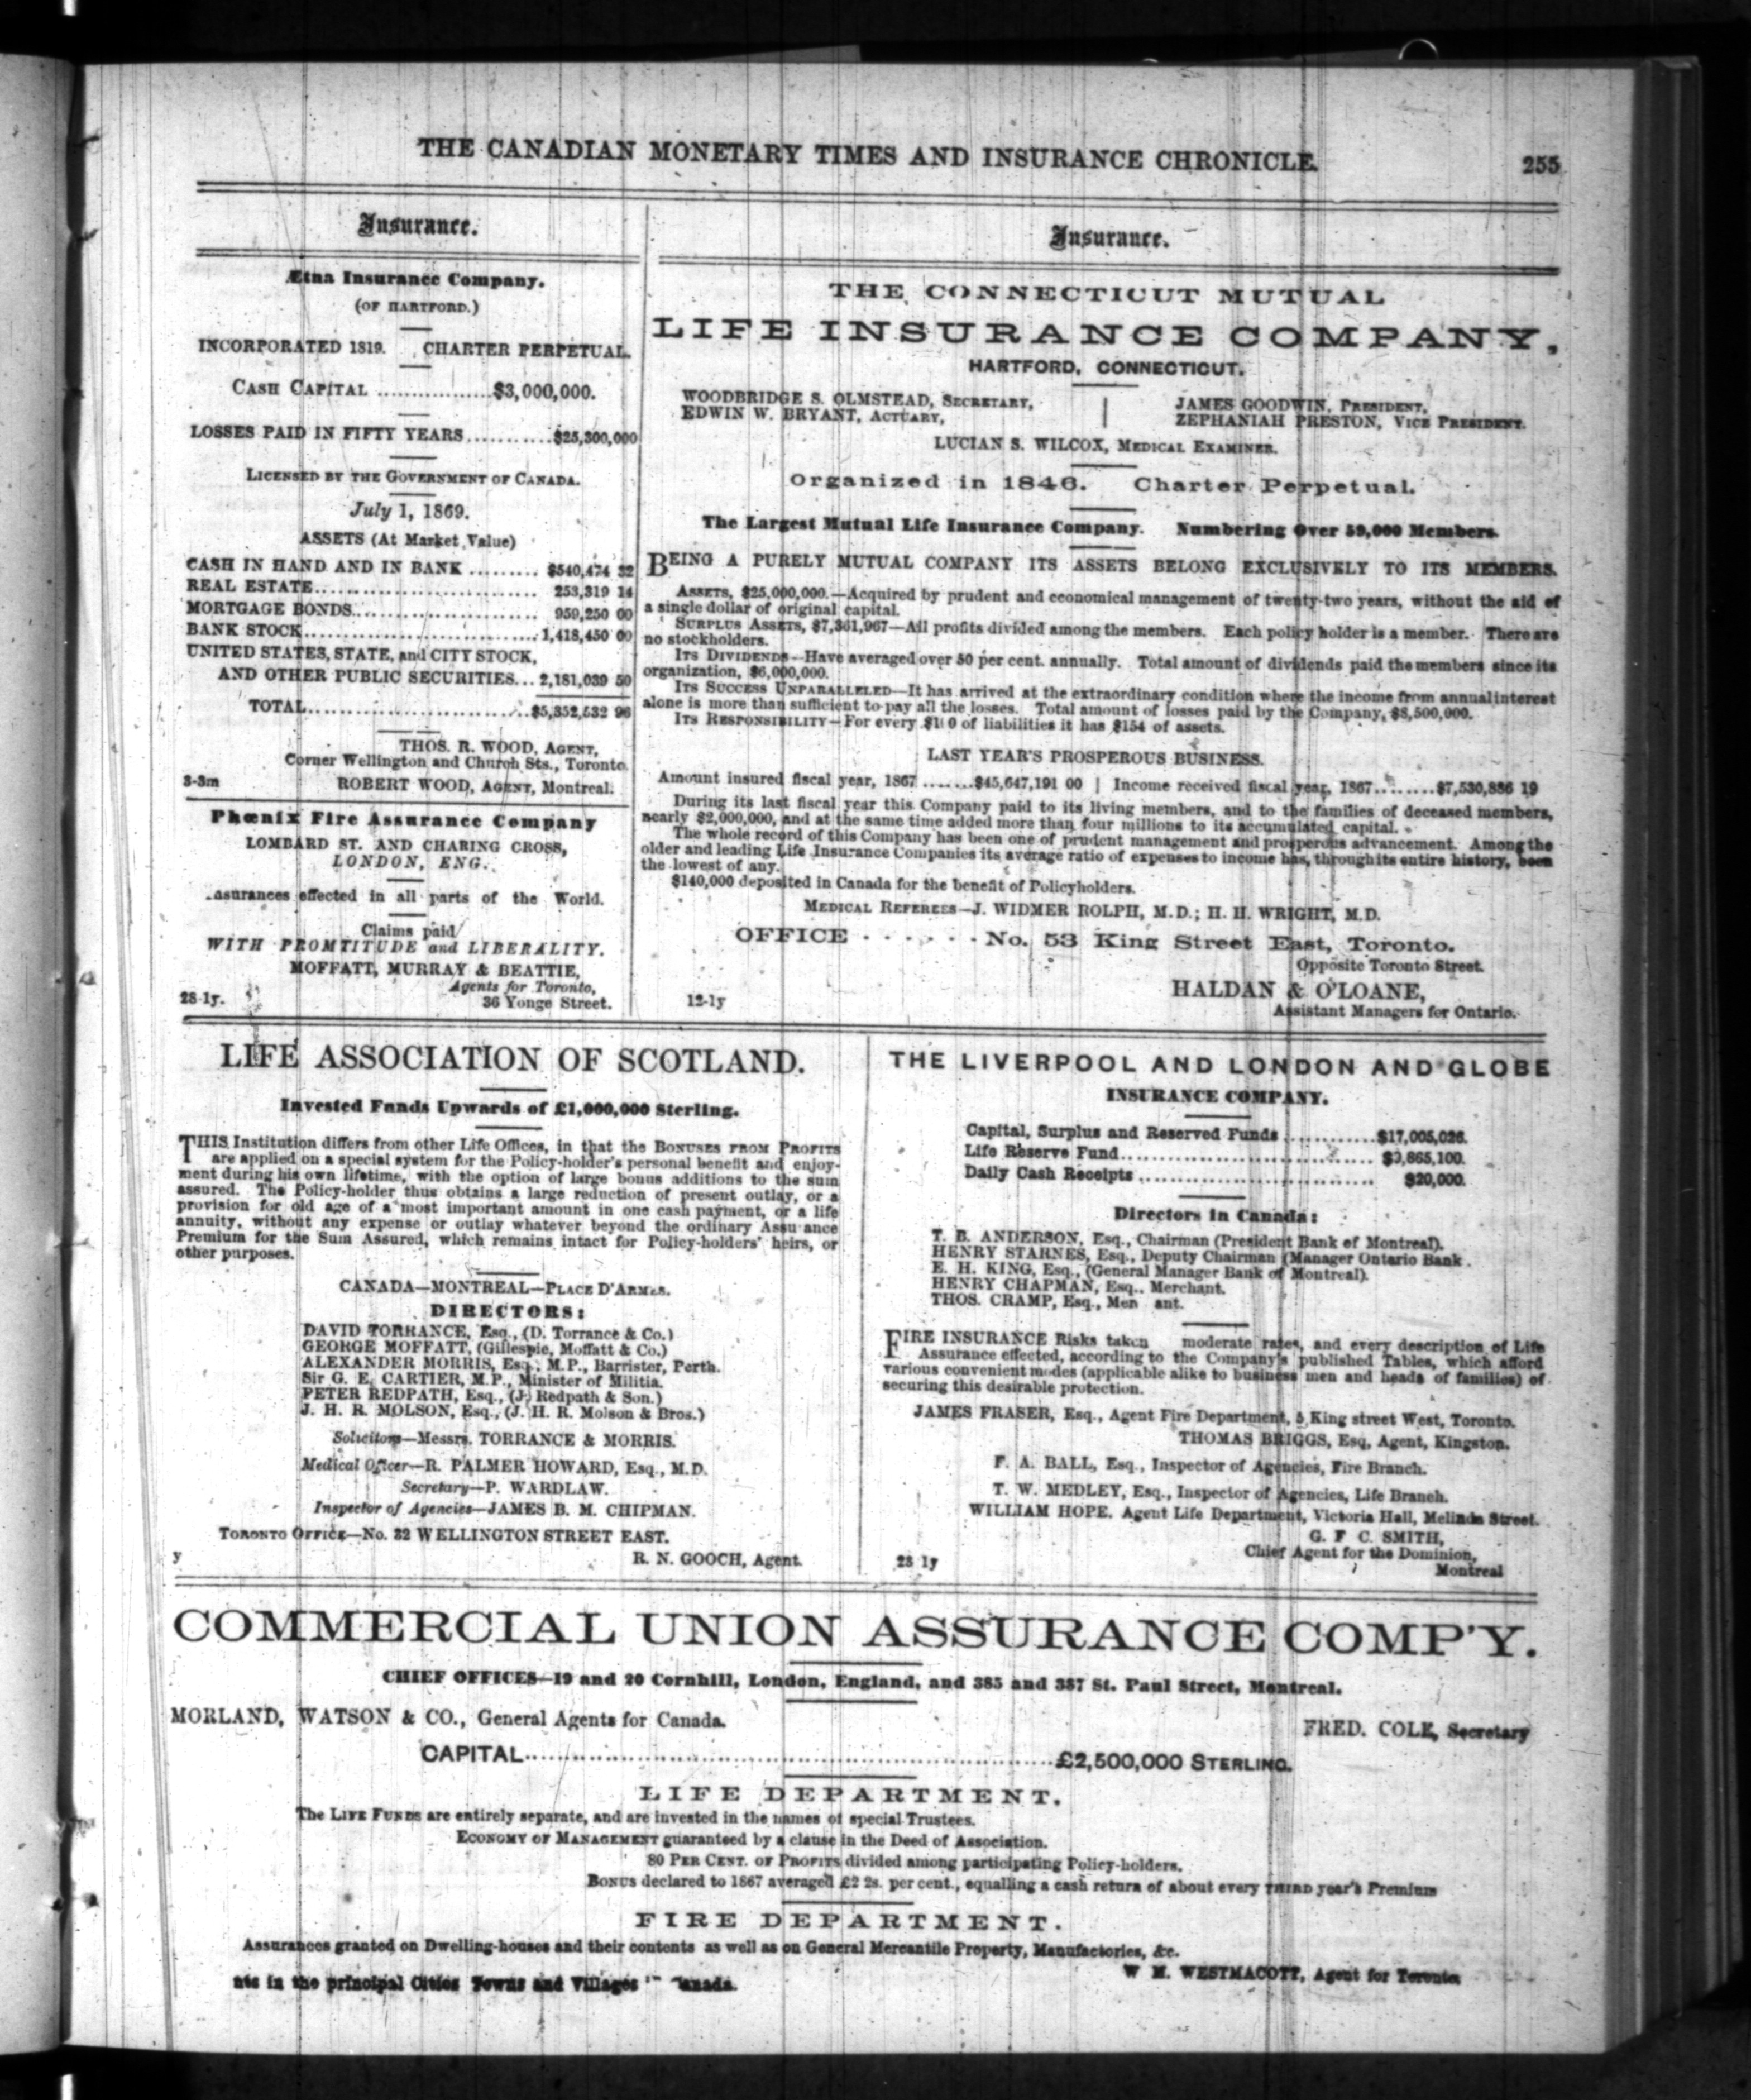 THE CANADIAN MONETARY TIMES AND INSURANCE CHRONICLE.
255
Insurance.
Ætna Insurance Company.
(OF HARTFORD.)
INCORPORATED 1819. CHARTER PERPETUAL.
CASH CAPITAL .................$3,000,000.
LOSSES PAID IN FIFTY YEARS...........$25,300,000
LICENSED BY THE GOVERNMENT OF CANADA.
July 1, 1869.
ASSETS (At Market Value)
CASH IN HAND AND IN BANK .......... $540,474 32
REAL ESTATE................................. 253,319 14
MORTGAGE BONDS........................... 959,250 00
BANK STOCK.................................1,418,450 00
UNITED STATES, STATE, and CITY STOCK,
AND OTHER PUBLIC SECURITIES... 2,181,039 50
TOTAL................................$5,352,532 96
THOS. R. WOOD, AGENT,
Corner Wellington and Church Sts., Toronto.
3-3m ROBERT WOOD, AGENT, Montreal.
Phœnix Fire Assurance Company
LOMBARD ST. AND CHARING CROSS,
LONDON, ENG.
asurances effected in all parts of the World.
Claims paid
WITH PROMTITUDE and LIBERALITY.
MOFFATT, MURRAY & BEATTIE,
Agents for Toronto,
28-1y. 36 Yonge Street.
Insurance.
THE CONNECTICUT MUTUAL
LIFE INSURANCE COMPANY,
HARTFORD, CONNECTICUT.
WOODBRIDGE S. OLMSTEAD, SECRETARY, | JAMES GOODWIN, PRESIDENT,
EDWIN W. BRYANT, ACTUARY, | ZEPHANIAH PRESTON, VICE PRESIDENT.
LUCIAN S. WILCOX, MEDICAL EXAMINER.
Organized in 1846. Charter Perpetual.
The Largest Mutual Life Insurance Company. Numbering Over 59,000 Members.
BEING A PURELY MUTUAL COMPANY ITS ASSETS BELONG EXCLUSIVELY TO ITS MEMBERS.
ASSETS, $25,000,000.—Acquired by prudent and economical management of twenty-two years, without the aid of
a single dollar of original capital.
SURPLUS ASSETS, $7,361,967—All profits divided among the members. Each policy holder is a member. There are
no stockholders.
ITS DIVIDENDS—Have averaged over 50 per cent. annually. Total amount of dividends paid the members since its
organization, $6,000,000.
ITS SUCCESS UNPARALLELED—It has arrived at the extraordinary condition where the income from annual interest
alone is more than sufficient to pay all the losses. Total amount of losses paid by the Company, $8,500,000.
ITS RESPONSIBILITY—For every $100 of liabilities it has $154 of assets.
LAST YEAR'S PROSPEROUS BUSINESS.
Amount insured fiscal year, 1867 .......$45,647,191 00 | Income received fiscal year, 1867.........$7,530,886 19
During its last fiscal year this Company paid to its living members, and to the families of deceased members,
nearly $2,000,000, and at the same time added more than four millions to its accumulated capital.
The whole record of this Company has been one of prudent management and prosperous advancement. Among the
older and leading Life Insurance Companies its average ratio of expenses to income has, through its entire history, been
the lowest of any.
$140,000 deposited in Canada for the benefit of Policyholders.
MEDICAL REFEREES—J. WIDMER ROLPH, M.D.; H. H. WRIGHT, M.D.
OFFICE - - - - - - No. 53 King Street East, Toronto.
Opposite Toronto Street.
HALDAN & O'LOANE,
12-1y Assistant Managers for Ontario.
LIFE ASSOCIATION OF SCOTLAND.
Invested Funds Upwards of £1,000,000 Sterling.
THIS Institution differs from other Life Offices, in that the BONUSES FROM PROFITS
are applied on a special system for the Policy-holder's personal benefit and enjoy-
ment during his own lifetime, with the option of large bonus additions to the sum
assured. The Policy-holder thus obtains a large reduction of present outlay, or a
provision for old age of a most important amount in one cash payment, or a life
annuity, without any expense or outlay whatever beyond the ordinary Assu ance
Premium for the Sum Assured, which remains intact for Policy-holders' heirs, or
other purposes.
CANADA—MONTREAL—PLACE D'ARMES.
DIRECTORS:
DAVID TORRANCE, Esq., (D. Torrance & Co.)
GEORGE MOFFATT, (Gillespie, Moffatt & Co.)
ALEXANDER MORRIS, Esq., M.P., Barrister, Perth.
Sir G. E. CARTIER, M.P., Minister of Militia.
PETER REDPATH, Esq., (J. Redpath & Son.)
J. H. R. MOLSON, Esq., (J. H. R. Molson & Bros.)
Solicitors—Messrs. TORRANCE & MORRIS.
Medical Officer—R. PALMER HOWARD, Esq., M.D.
Secretary—P. WARDLAW.
Inspector of Agencies—JAMES B. M. CHIPMAN.
TORONTO OFFICE—No. 32 WELLINGTON STREET EAST.
y R. N. GOOCH, Agent.
THE LIVERPOOL AND LONDON AND GLOBE
INSURANCE COMPANY.
Capital, Surplus and Reserved Funds ............$17,005,026.
Life Reserve Fund................................ $9,865,100.
Daily Cash Receipts .............................. $20,000.
Directors in Canada:
T. B. ANDERSON, Esq., Chairman (President Bank of Montreal).
HENRY STARNES, Esq., Deputy Chairman (Manager Ontario Bank.
E. H. KING, Esq., (General Manager Bank of Montreal).
HENRY CHAPMAN, Esq., Merchant.
THOS. CRAMP, Esq., Mer ant.
FIRE INSURANCE Risks taken moderate rates, and every description of Life
Assurance effected, according to the Company's published Tables, which afford
various convenient modes (applicable alike to business men and heads of families) of
securing this desirable protection.
JAMES FRASER, Esq., Agent Fire Department, 5 King street West, Toronto.
THOMAS BRIGGS, Esq, Agent, Kingston.
F. A. BALL, Esq., Inspector of Agencies, Fire Branch.
T. W. MEDLEY, Esq., Inspector of Agencies, Life Branch.
WILLIAM HOPE, Agent Life Department, Victoria Hall, Melinda Street.
G. F C. SMITH,
Chief Agent for the Dominion,
28 1y Montreal
COMMERCIAL UNION ASSURANCE COMP'Y.
CHIEF OFFICES—19 and 20 Cornhill, London, England, and 385 and 387 St. Paul Street, Montreal.
MORLAND, WATSON & CO., General Agents for Canada.
FRED. COLE, Secretary
CAPITAL............................................................£2,500,000 STERLING.
LIFE DEPARTMENT.
The LIFE FUNDS are entirely separate, and are invested in the names of special Trustees.
ECONOMY OF MANAGEMENT guaranteed by a clause in the Deed of Association.
80 PER CENT. OF PROFITS divided among participating Policy-holders.
BONUS declared to 1867 averaged £2 2s. per cent., equalling a cash return of about every THIRD year's Premium
FIRE DEPARTMENT.
Assurances granted on Dwelling-houses and their contents as well as on General Mercantile Property, Manufactories, &c.
W M. WESTMACOTT, Agent for Toronto
nts in the principal Cities Towns and Villages anada.